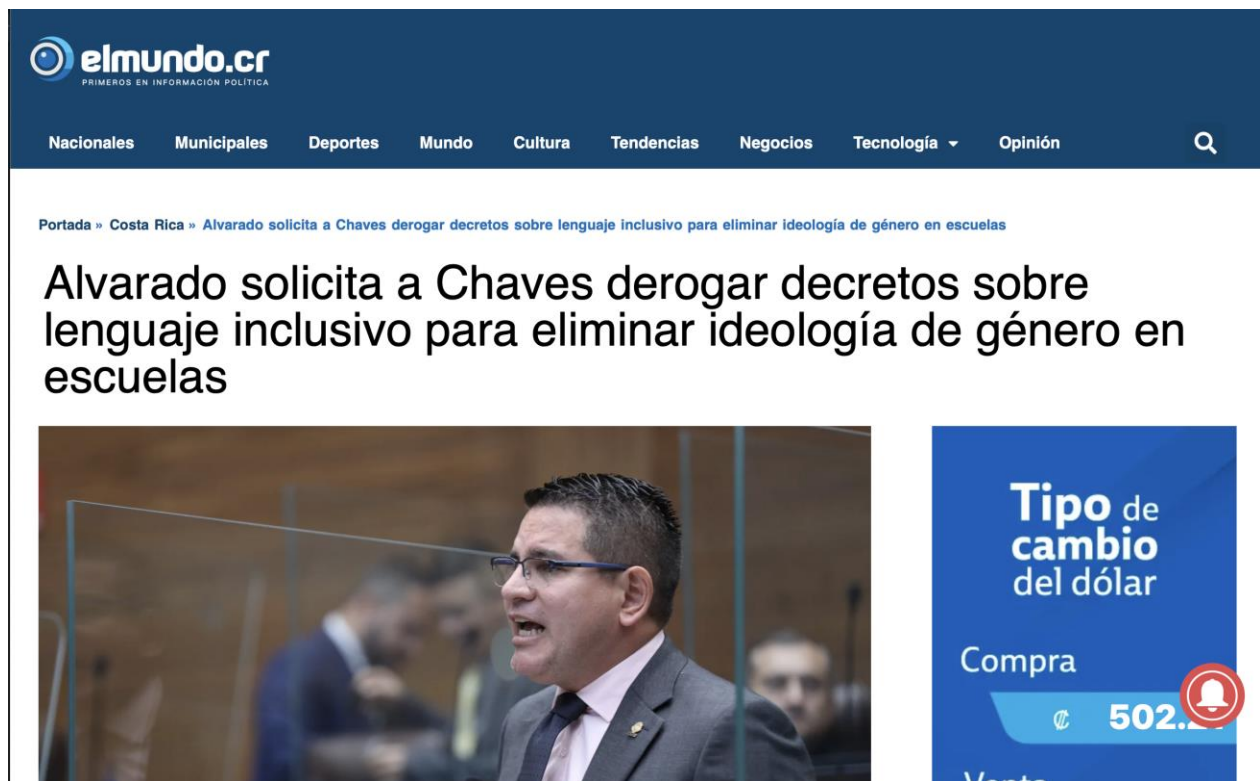 elmundo.cr
PRIMEROS EN INFORMACIÓN POLÍTICA
Nacionales Municipales Deportes Mundo Cultura Tendencias Negocios Tecnología Opinión
Portada » Costa Rica » Alvarado solicita a Chaves derogar decretos sobre lenguaje inclusivo para eliminar ideología de género en escuelas
Alvarado solicita a Chaves derogar decretos sobre
lenguaje inclusivo para eliminar ideología de género en
escuelas
Tipo de
cambio
del dólar
Compra
₡ 502.